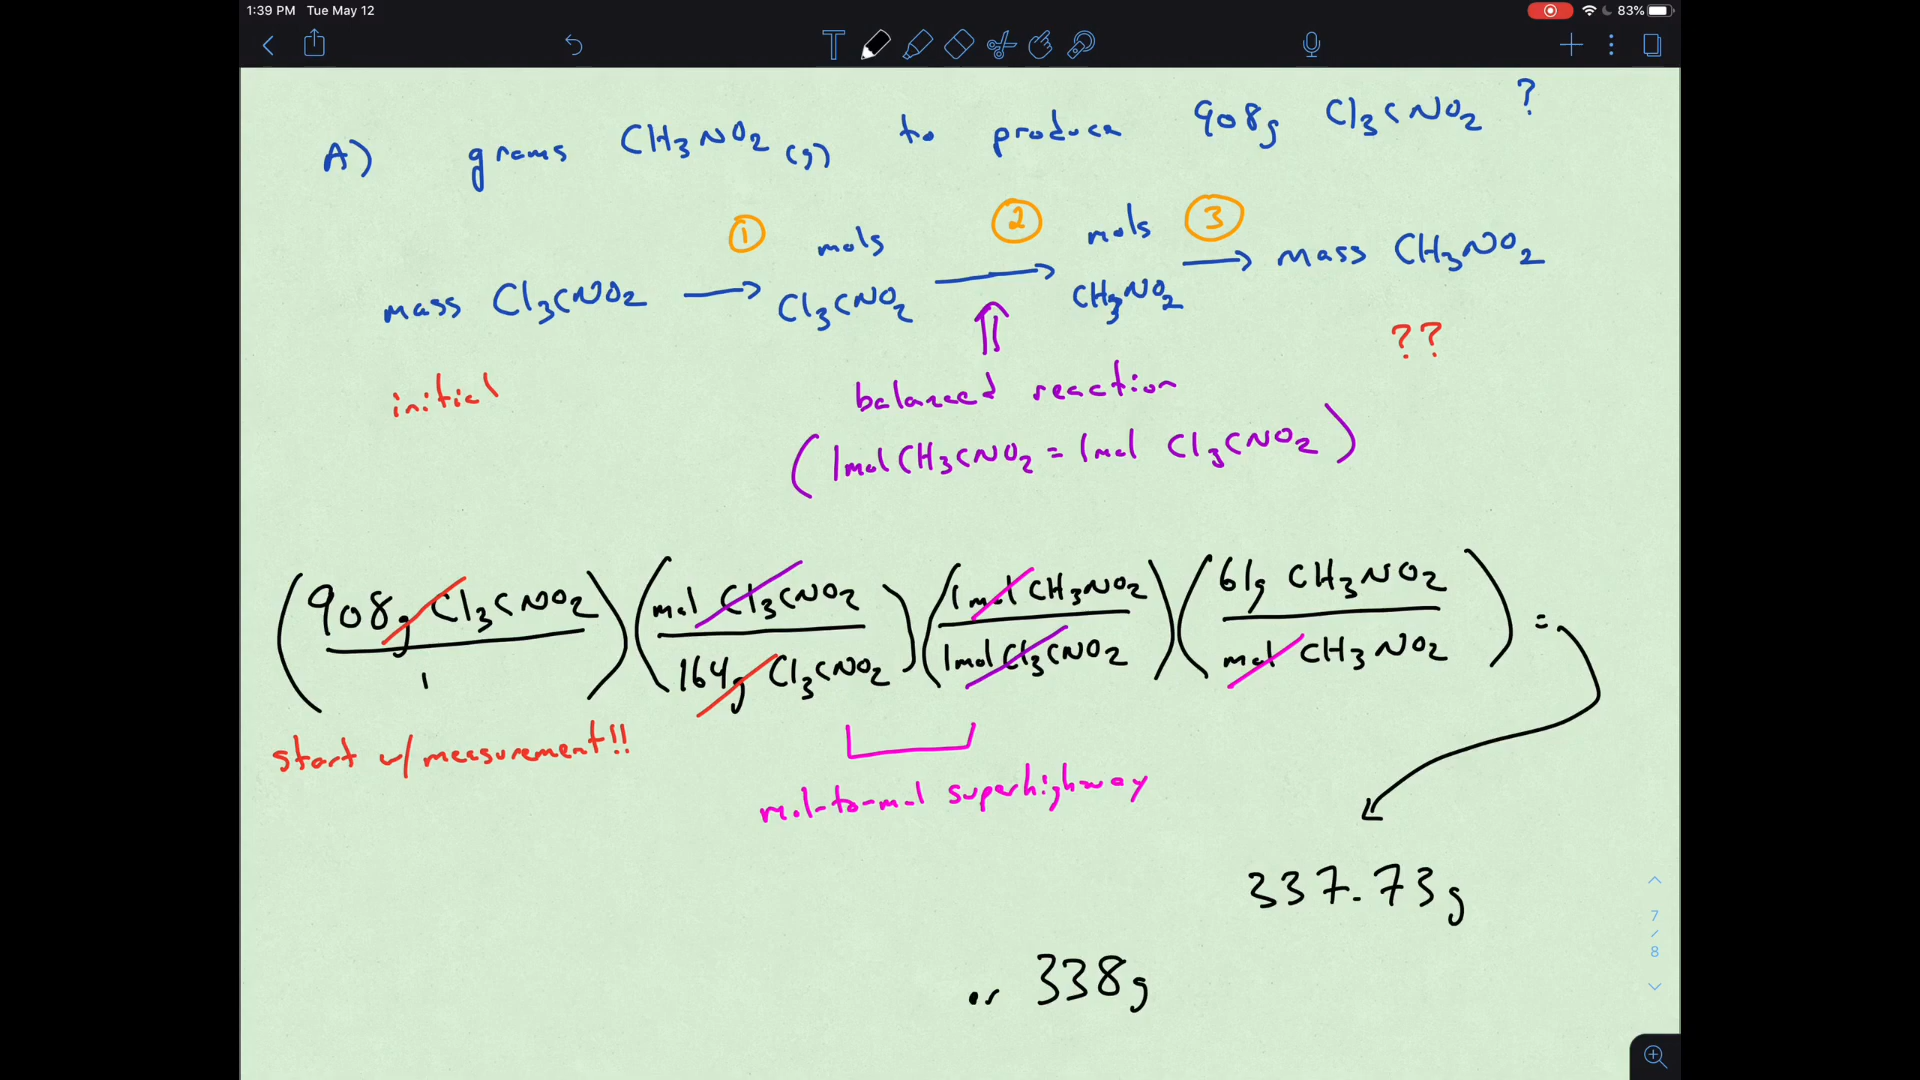 1:39 PM Tue May 12
83%
A) grams CH3NO2 (g) to produce 908g Cl3CNO2 ?
① ② ③
mols mols
mass Cl3CNO2 → Cl3CNO2 → CH3NO2 → mass CH3NO2
??
initial
balanced reaction
(1mol CH3CNO2 = 1mol Cl3CNO2)
(908g Cl3CNO2 / 1) (mol Cl3CNO2 / 164g Cl3CNO2) (1mol CH3NO2 / 1mol Cl3CNO2) (61g CH3NO2 / mol CH3NO2) =
start w/ measurement!!
mol-to-mol superhighway
337.73g
or 338g
7
/
8